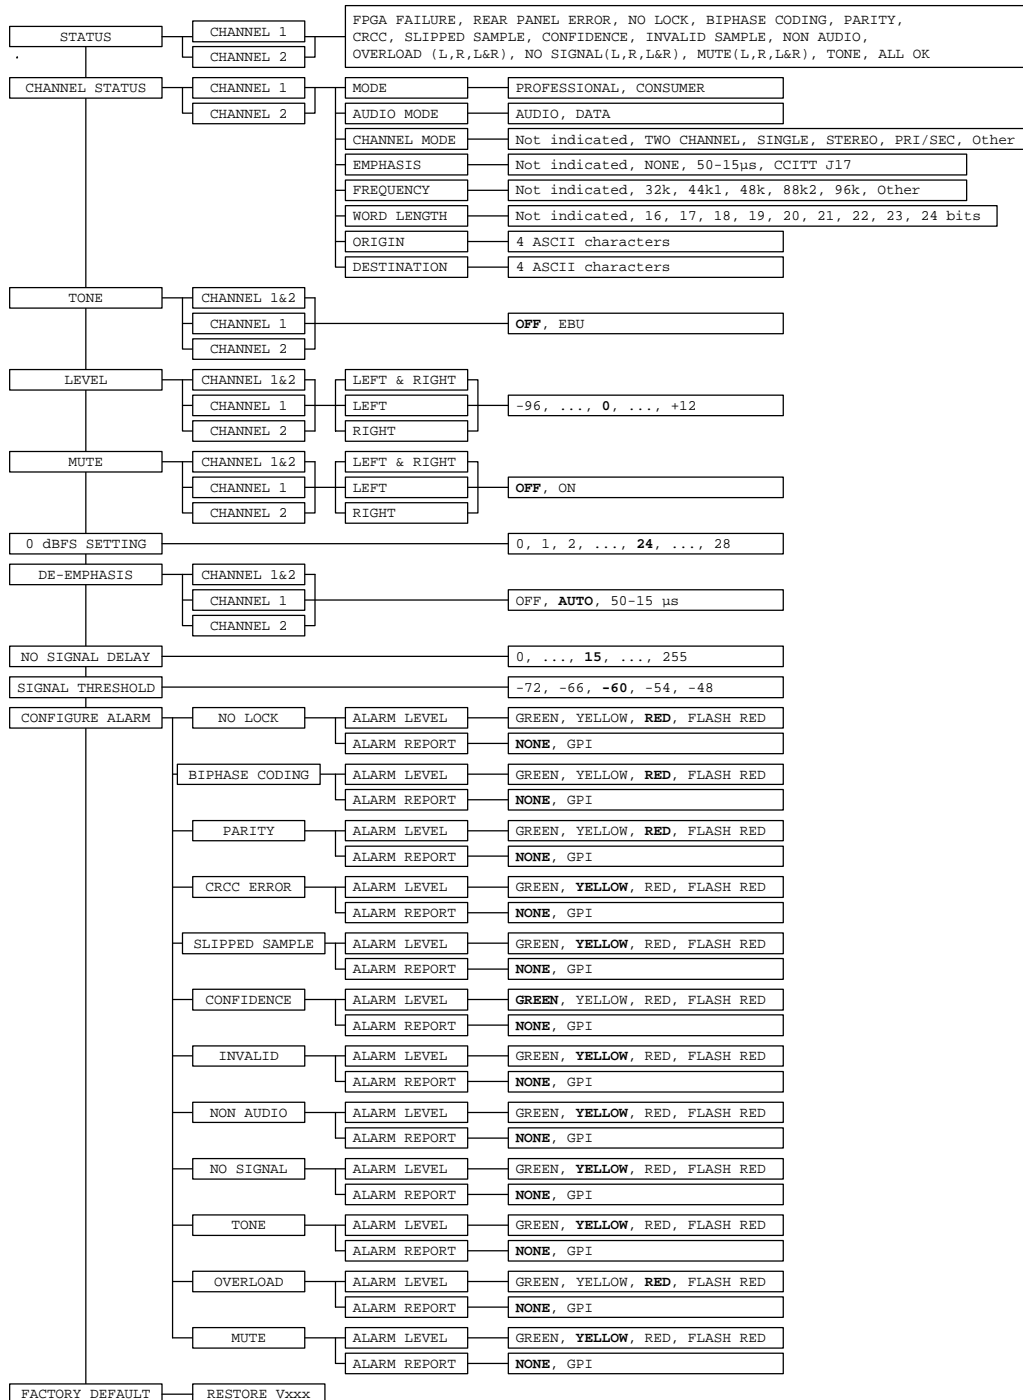 STATUS
CHANNEL 1
CHANNEL 2
FPGA FAILURE, REAR PANEL ERROR, NO LOCK, BIPHASE CODING, PARITY,
CRCC, SLIPPED SAMPLE, CONFIDENCE, INVALID SAMPLE, NON AUDIO,
OVERLOAD (L,R,L&R), NO SIGNAL(L,R,L&R), MUTE(L,R,L&R), TONE, ALL OK
.
CHANNEL STATUS
CHANNEL 1
CHANNEL 2
MODE
PROFESSIONAL, CONSUMER
AUDIO MODE
AUDIO, DATA
CHANNEL MODE
Not indicated, TWO CHANNEL, SINGLE, STEREO, PRI/SEC, Other
EMPHASIS
Not indicated, NONE, 50-15µs, CCITT J17
FREQUENCY
Not indicated, 32k, 44k1, 48k, 88k2, 96k, Other
WORD LENGTH
Not indicated, 16, 17, 18, 19, 20, 21, 22, 23, 24 bits
ORIGIN
4 ASCII characters
DESTINATION
4 ASCII characters
TONE
CHANNEL 1&2
CHANNEL 1
CHANNEL 2
OFF, EBU
LEVEL
CHANNEL 1&2
CHANNEL 1
CHANNEL 2
LEFT & RIGHT
LEFT
RIGHT
-96, ..., 0, ..., +12
MUTE
CHANNEL 1&2
CHANNEL 1
CHANNEL 2
LEFT & RIGHT
LEFT
RIGHT
OFF, ON
0 dBFS SETTING
0, 1, 2, ..., 24, ..., 28
DE-EMPHASIS
CHANNEL 1&2
CHANNEL 1
CHANNEL 2
OFF, AUTO, 50-15 µs
NO SIGNAL DELAY
0, ..., 15, ..., 255
SIGNAL THRESHOLD
-72, -66, -60, -54, -48
CONFIGURE ALARM
NO LOCK
ALARM LEVEL
GREEN, YELLOW, RED, FLASH RED
ALARM REPORT
NONE, GPI
BIPHASE CODING
ALARM LEVEL
GREEN, YELLOW, RED, FLASH RED
ALARM REPORT
NONE, GPI
PARITY
ALARM LEVEL
GREEN, YELLOW, RED, FLASH RED
ALARM REPORT
NONE, GPI
CRCC ERROR
ALARM LEVEL
GREEN, YELLOW, RED, FLASH RED
ALARM REPORT
NONE, GPI
SLIPPED SAMPLE
ALARM LEVEL
GREEN, YELLOW, RED, FLASH RED
ALARM REPORT
NONE, GPI
CONFIDENCE
ALARM LEVEL
GREEN, YELLOW, RED, FLASH RED
ALARM REPORT
NONE, GPI
INVALID
ALARM LEVEL
GREEN, YELLOW, RED, FLASH RED
ALARM REPORT
NONE, GPI
NON AUDIO
ALARM LEVEL
GREEN, YELLOW, RED, FLASH RED
ALARM REPORT
NONE, GPI
NO SIGNAL
ALARM LEVEL
GREEN, YELLOW, RED, FLASH RED
ALARM REPORT
NONE, GPI
TONE
ALARM LEVEL
GREEN, YELLOW, RED, FLASH RED
ALARM REPORT
NONE, GPI
OVERLOAD
ALARM LEVEL
GREEN, YELLOW, RED, FLASH RED
ALARM REPORT
NONE, GPI
MUTE
ALARM LEVEL
GREEN, YELLOW, RED, FLASH RED
ALARM REPORT
NONE, GPI
FACTORY DEFAULT
RESTORE Vxxx